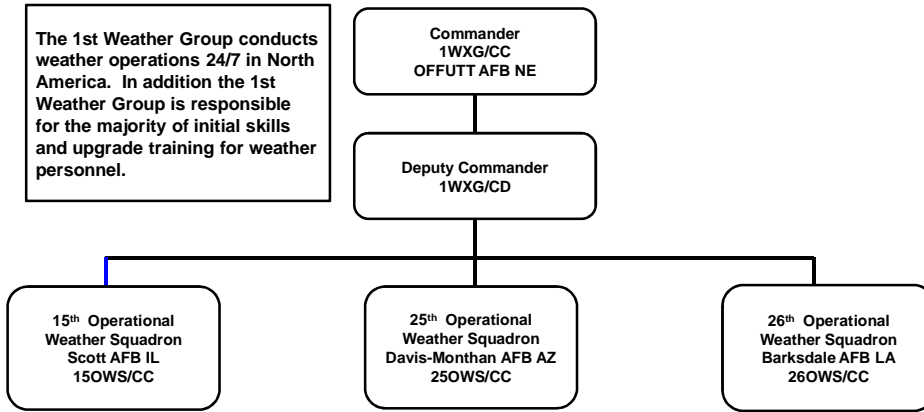 The 1st Weather Group conducts
weather operations 24/7 in North
America.  In addition the 1st
Weather Group is responsible
for the majority of initial skills
and upgrade training for weather
personnel.
Commander
1WXG/CC
OFFUTT AFB NE
Deputy Commander
1WXG/CD
15th Operational
Weather Squadron
Scott AFB IL
15OWS/CC
25th Operational
Weather Squadron
Davis-Monthan AFB AZ
25OWS/CC
26th Operational
Weather Squadron
Barksdale AFB LA
26OWS/CC